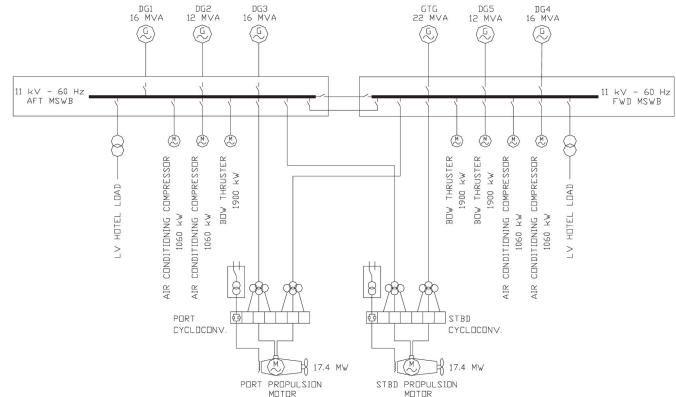 DG1
16 MVA
DG2
12 MVA
DG3
16 MVA
GTG
22 MVA
DG5
12 MVA
DG4
16 MVA
G
G
G
G
G
G
11 kV - 60 Hz
AFT MSWB
11 kV - 60 Hz
FWD MSWB
M
M
M
M
M
M
M
LV HOTEL LOAD
AIR CONDITIONING COMPRESSOR
1060 kW
AIR CONDITIONING COMPRESSOR
1060 kW
BOW THRUSTER
1900 kW
BOW THRUSTER
1900 kW
BOW THRUSTER
1900 kW
AIR CONDITIONING COMPRESSOR
1060 kW
AIR CONDITIONING COMPRESSOR
1060 kW
LV HOTEL LOAD
PORT
CYCLOCONV.
STBD
CYCLOCONV.
M
17.4 MW
M
17.4 MW
PORT PROPULSION
MOTOR
STBD PROPULSION
MOTOR